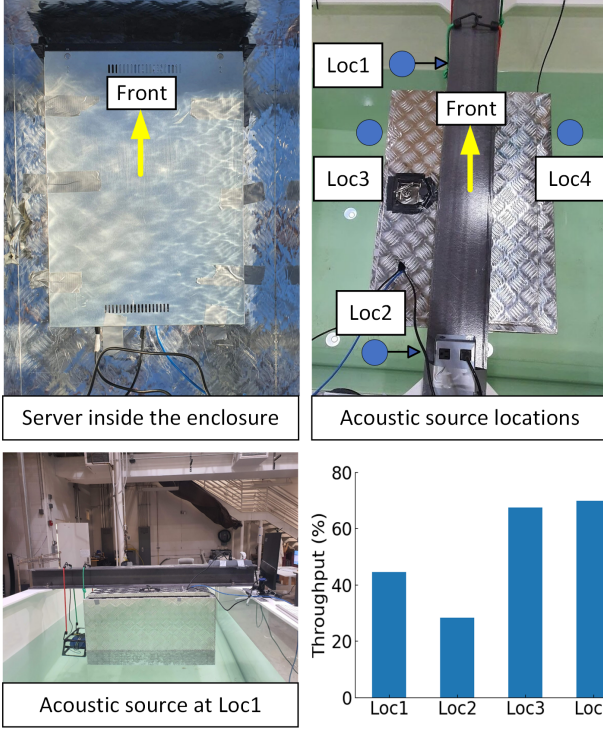 Front
Server inside the enclosure
Loc1
Front
Loc3
Loc4
Loc2
Acoustic source locations
Acoustic source at Loc1
Throughput (%)
80
60
40
20
0
Loc1 Loc2 Loc3 Loc